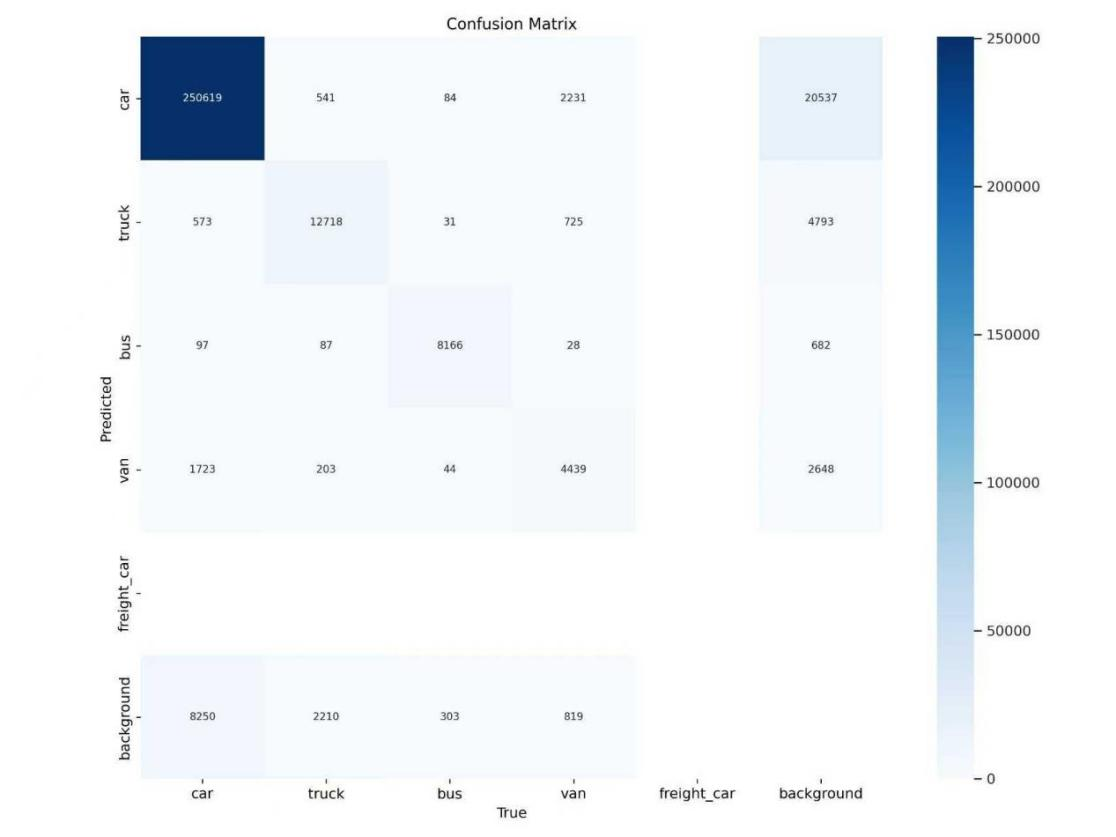 Confusion Matrix
car 250619 541 84 2231 20537
truck 573 12718 31 725 4793
bus 97 87 8166 28 682
van 1723 203 44 4439 2648
freight_car
background 8250 2210 303 819
car truck bus van freight_car background
Predicted
True
250000
200000
150000
100000
50000
0